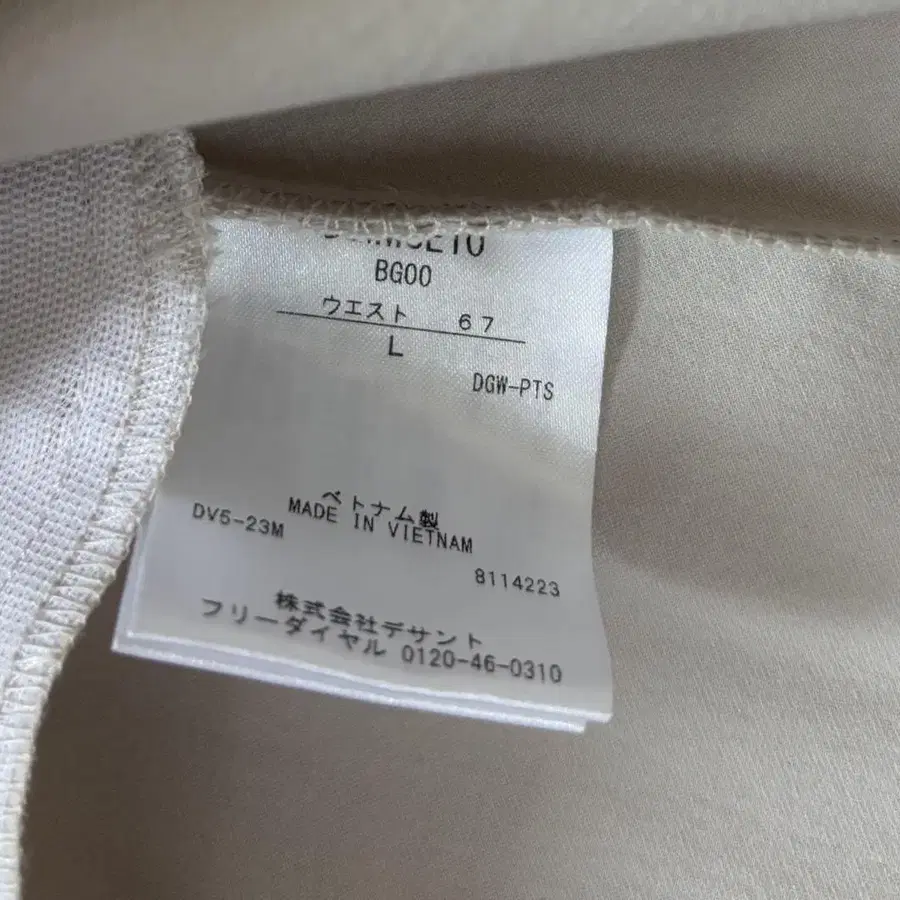 BG00
ウエスト 67
L
DGW-PTS
ベトナム製
MADE IN VIETNAM
DV5-23M
8114223
株式会社デサント
フリーダイヤル 0120-46-0310